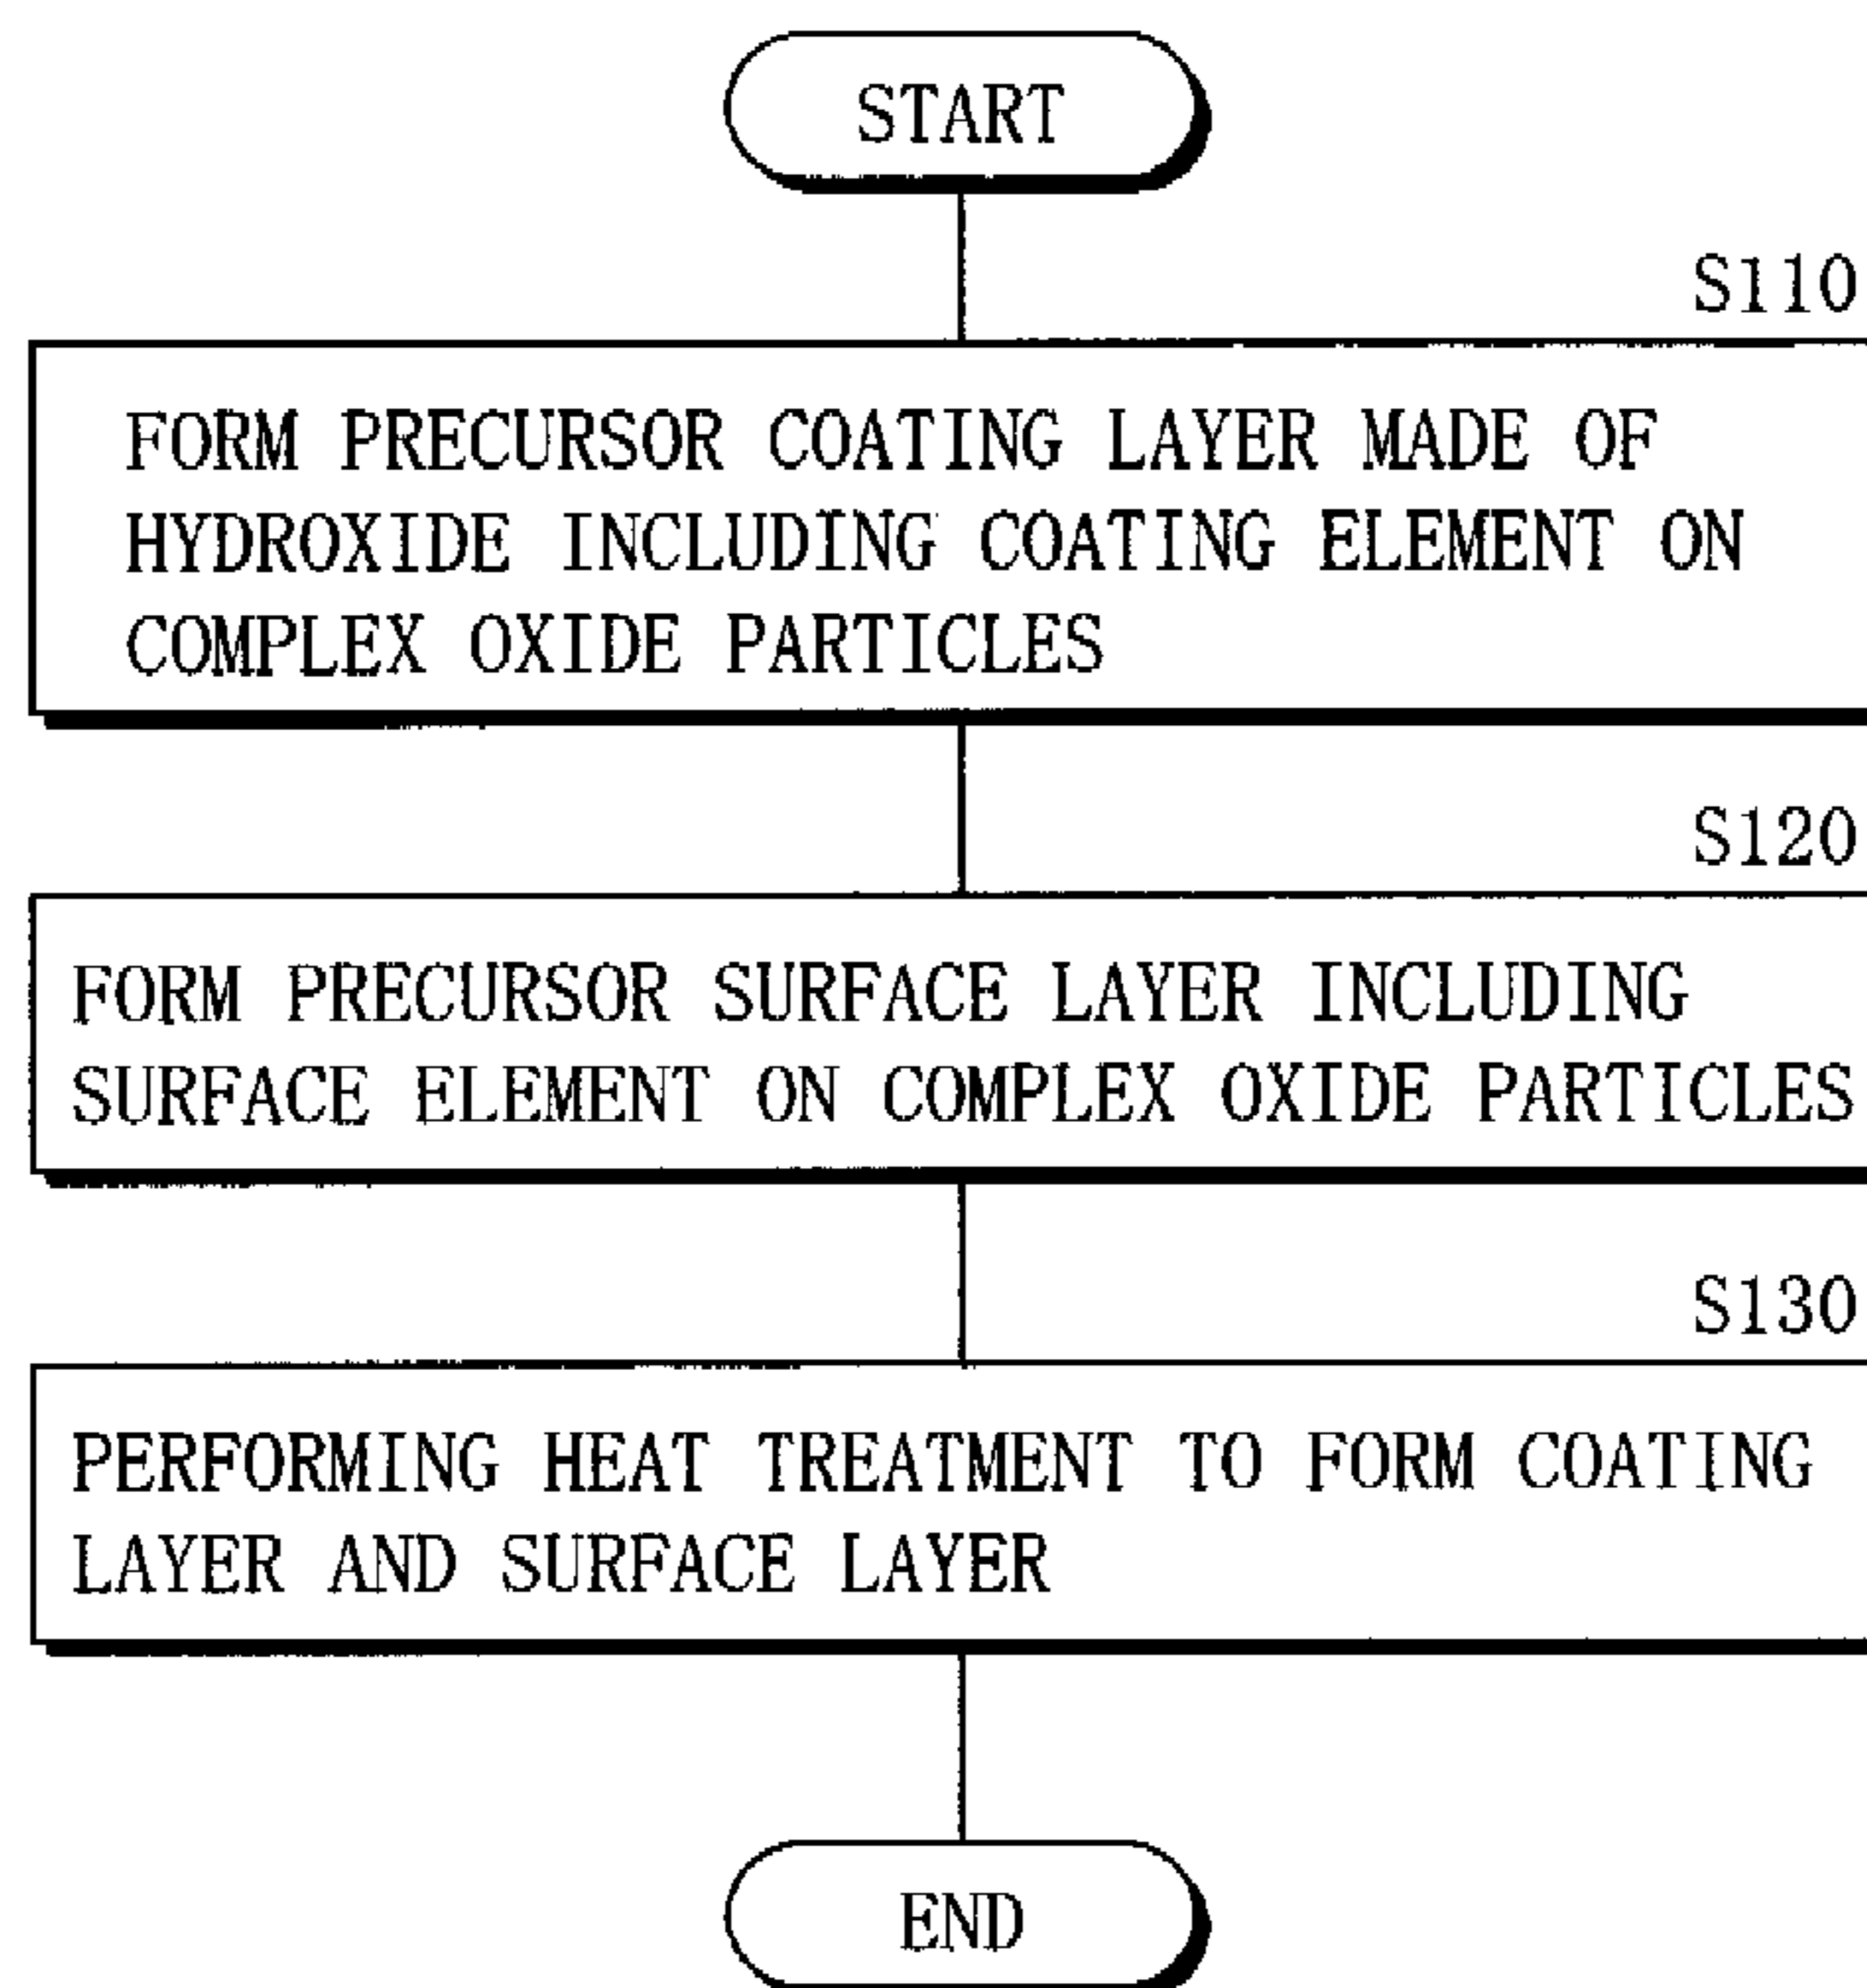 START
S110
FORM PRECURSOR COATING LAYER MADE OF
HYDROXIDE INCLUDING COATING ELEMENT ON
COMPLEX OXIDE PARTICLES
S120
FORM PRECURSOR SURFACE LAYER INCLUDING
SURFACE ELEMENT ON COMPLEX OXIDE PARTICLES
S130
PERFORMING HEAT TREATMENT TO FORM COATING
LAYER AND SURFACE LAYER
END